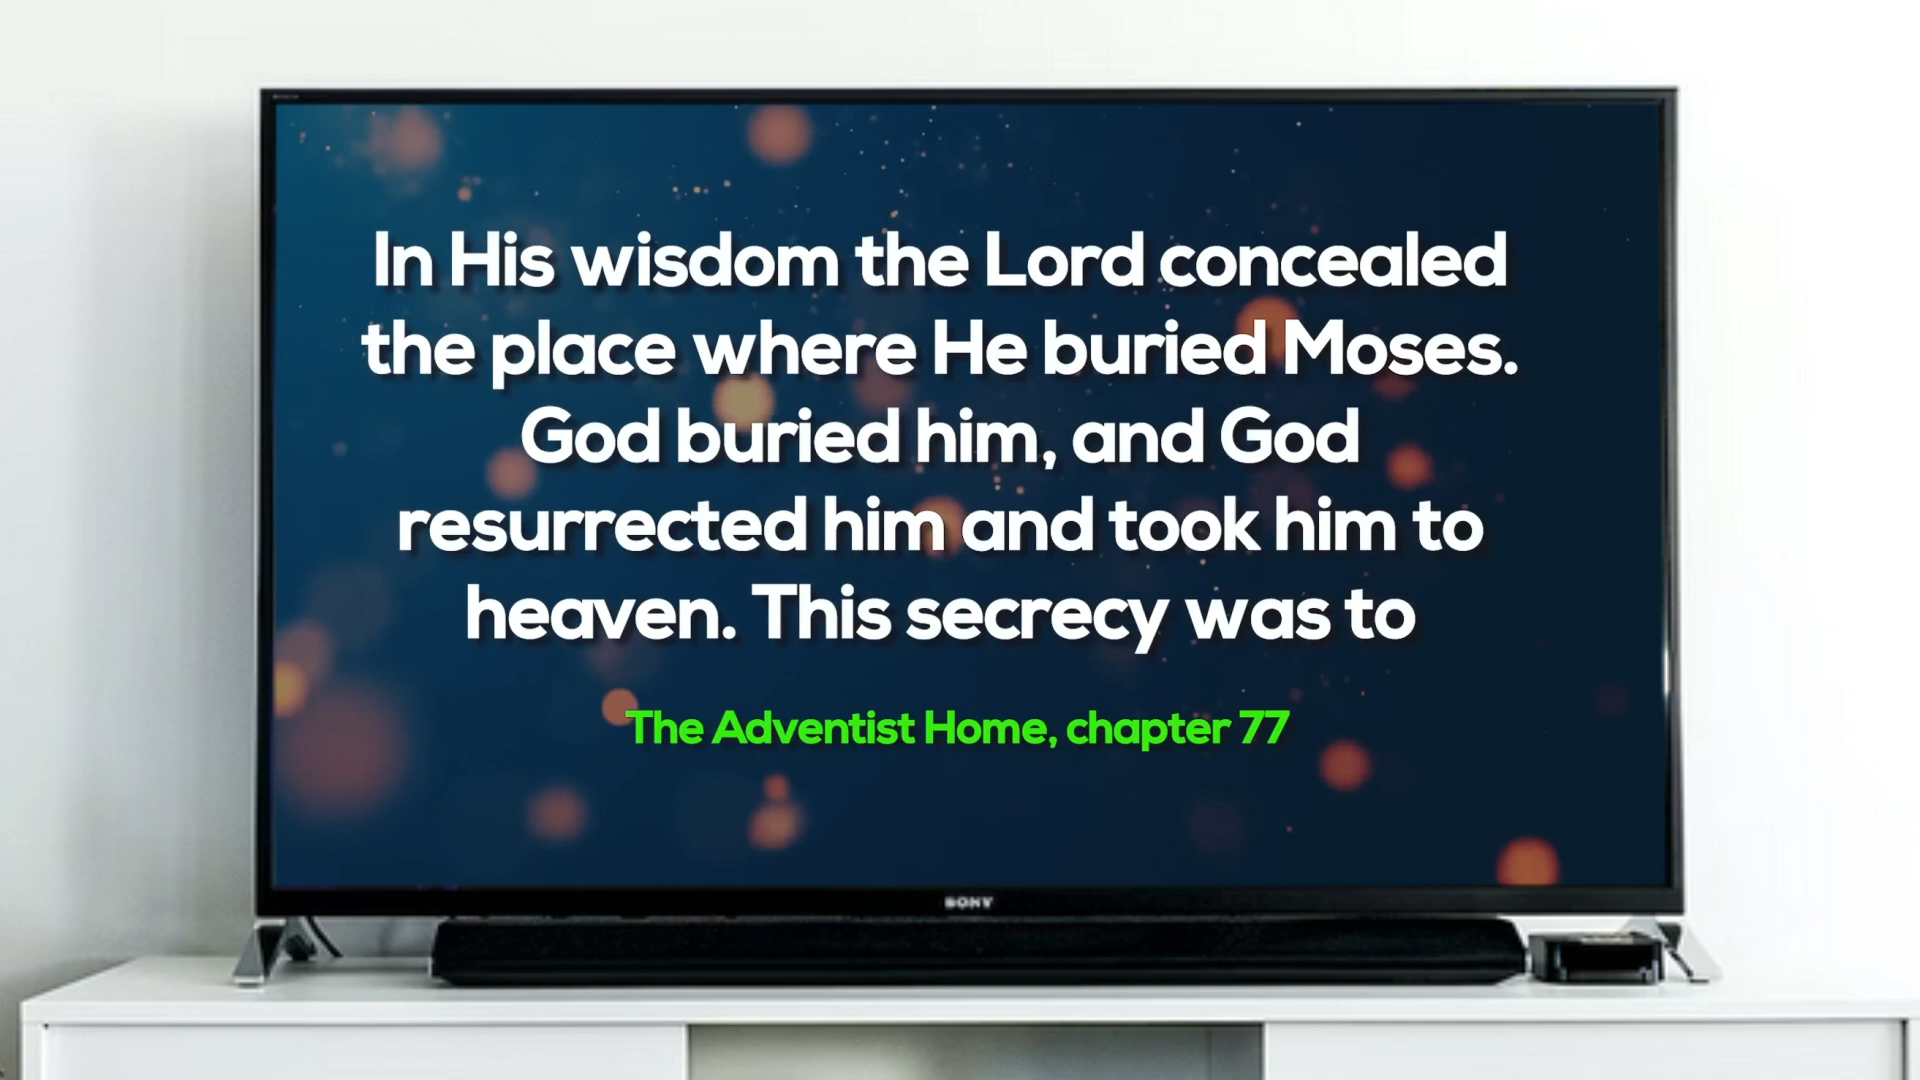 In His wisdom the Lord concealed
the place where He buried Moses.
God buried him, and God
resurrected him and took him to
heaven. This secrecy was to
The Adventist Home, chapter 77
SONY